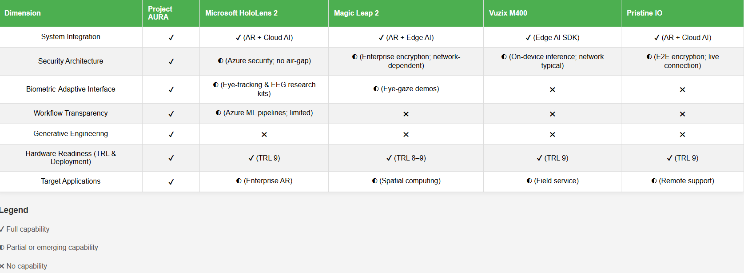 Dimension Project AURA Microsoft HoloLene 2 Magic Leap 2 Vuzix M400 Pristine IO
System Integration ✔ ✔ (AR + Cloud AI) ✔ (AR + Edge AI) ✔ (Edge AI SDK) ✔ (AR + Cloud AI)
Security Architecture ✔ ◐ (Azure security; no air-gap) ◐ (Enterprise encryption; network-dependent) ◐ (On-device inference; network typical) ◐ (E2E encryption; live connection)
Biometric Adaptive Interface ✔ ◐ (Eye-tracking & EEG research kits) ◐ (Eye-gaze demos) ✕ ✕
Workflow Transparency ✔ ◐ (Azure ML pipelines; limited) ✕ ✕ ✕
Generative Engineering ✔ ✕ ✕ ✕ ✕
Hardware Readiness (TRL & Deployment) ✔ ✔ (TRL 9) ✔ (TRL 8–9) ✔ (TRL 9) ✔ (TRL 9)
Target Applications ✔ ◐ (Enterprise AR) ◐ (Spatial computing) ◐ (Field service) ◐ (Remote support)
Legend
✔ Full capability
◐ Partial or emerging capability
✕ No capability